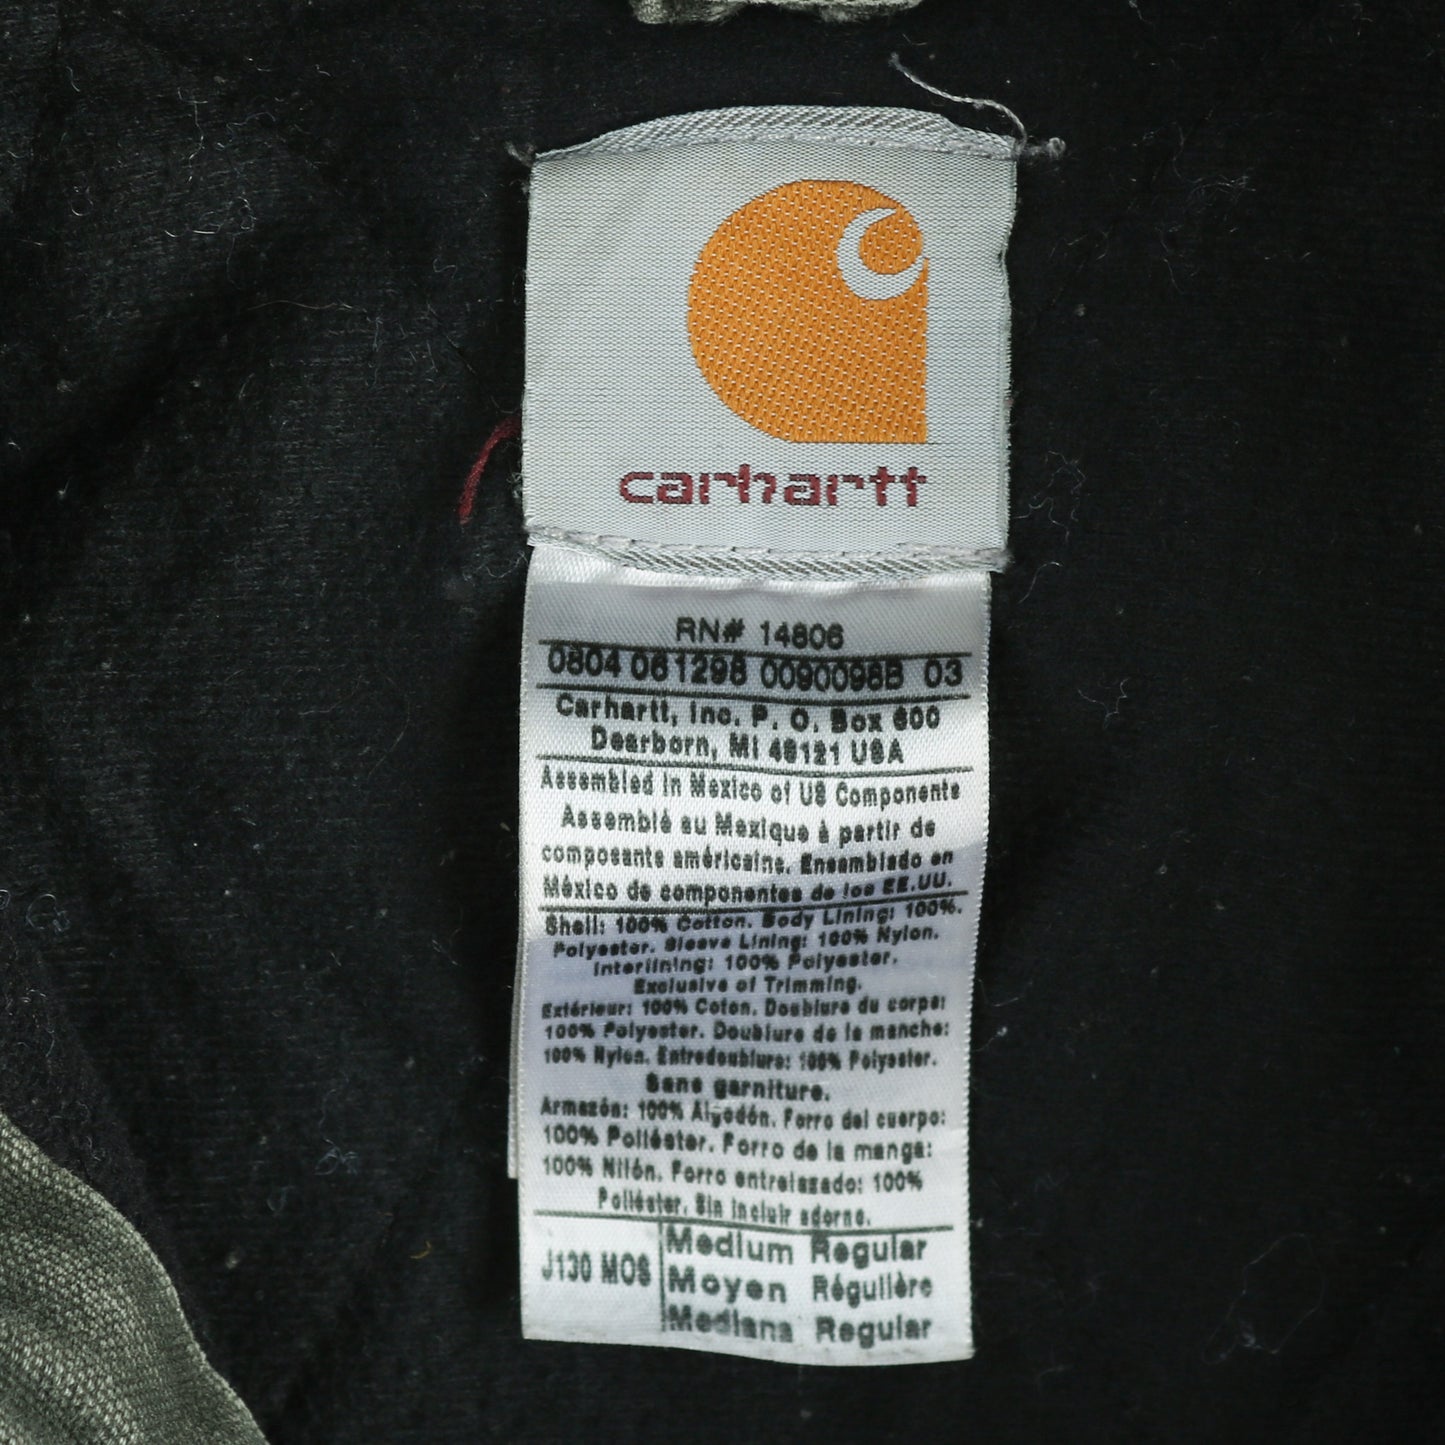 carhartt
RN# 14806
0804 061298 0090098B 03
Carhartt, Inc. P. O. Box 600
Dearborn, MI 48121 USA
Assembled in Mexico of US Components
Assemblé au Mexique à partir de
composants américains. Ensamblado en
México de componentes de los EE.UU.
Shell: 100% Cotton. Body Lining: 100%.
Polyester. Sleeve Lining: 100% Nylon.
Interlining: 100% Polyester.
Exclusive of Trimming.
Extérieur: 100% Coton. Doublure du corps:
100% Polyester. Doublure de la manche:
100% Nylon. Entredoublure: 100% Polyester.
Sans garniture.
Armazón: 100% Algodón. Forro del cuerpo:
100% Poliéster. Forro de la manga:
100% Nilón. Forro entrelazado: 100%
Poliéster. Sin incluir adorno.
J130 MOS
Medium Regular
Moyen Régulière
Mediana Regular